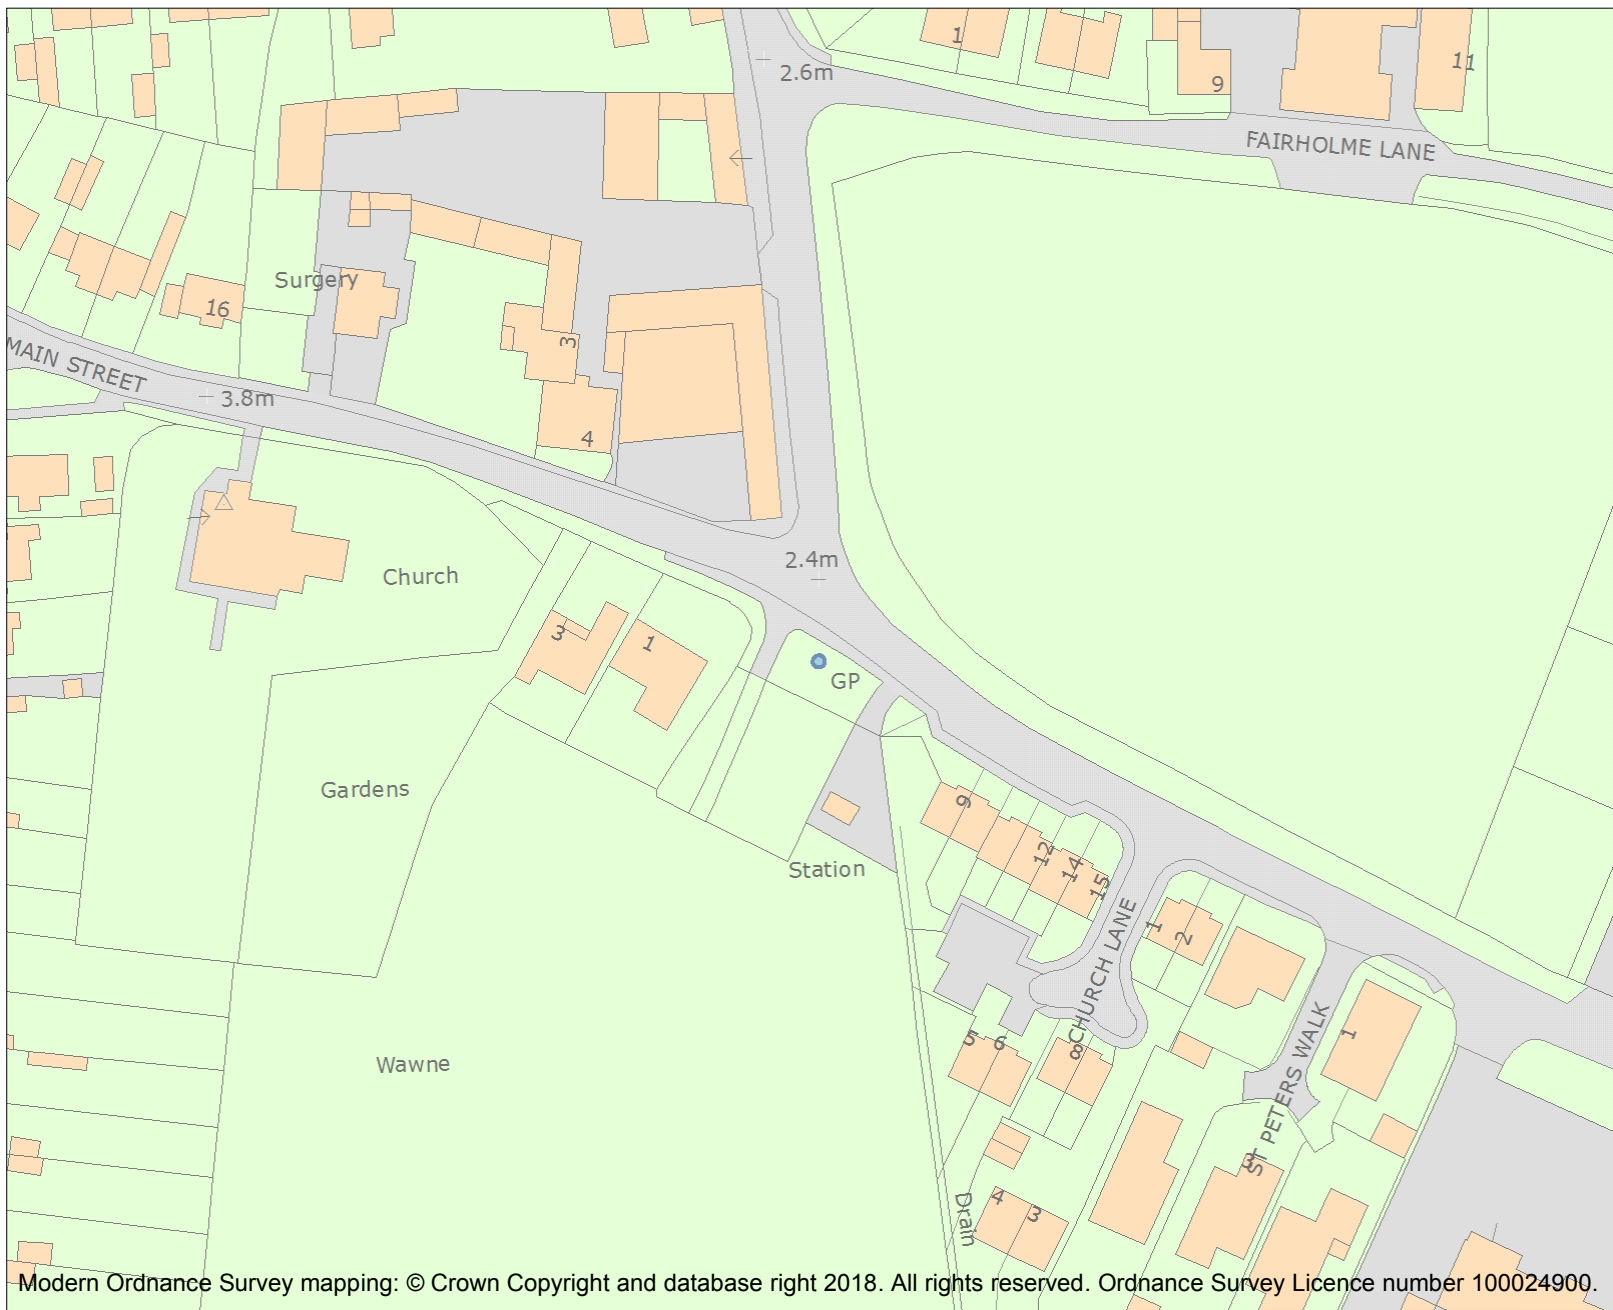 1
11
2.6m
9
FAIRHOLME LANE
Surgery
16
3
MAIN STREET
3.8m
4
2.4m
Church
3
1
GP
Gardens
9
12
14
15
Station
1
2
CHURCH LANE
5
6
8
1
ST PETERS WALK
Wawne
3
4
3
Drain
Modern Ordnance Survey mapping: © Crown Copyright and database right 2018. All rights reserved. Ordnance Survey Licence number 100024900.